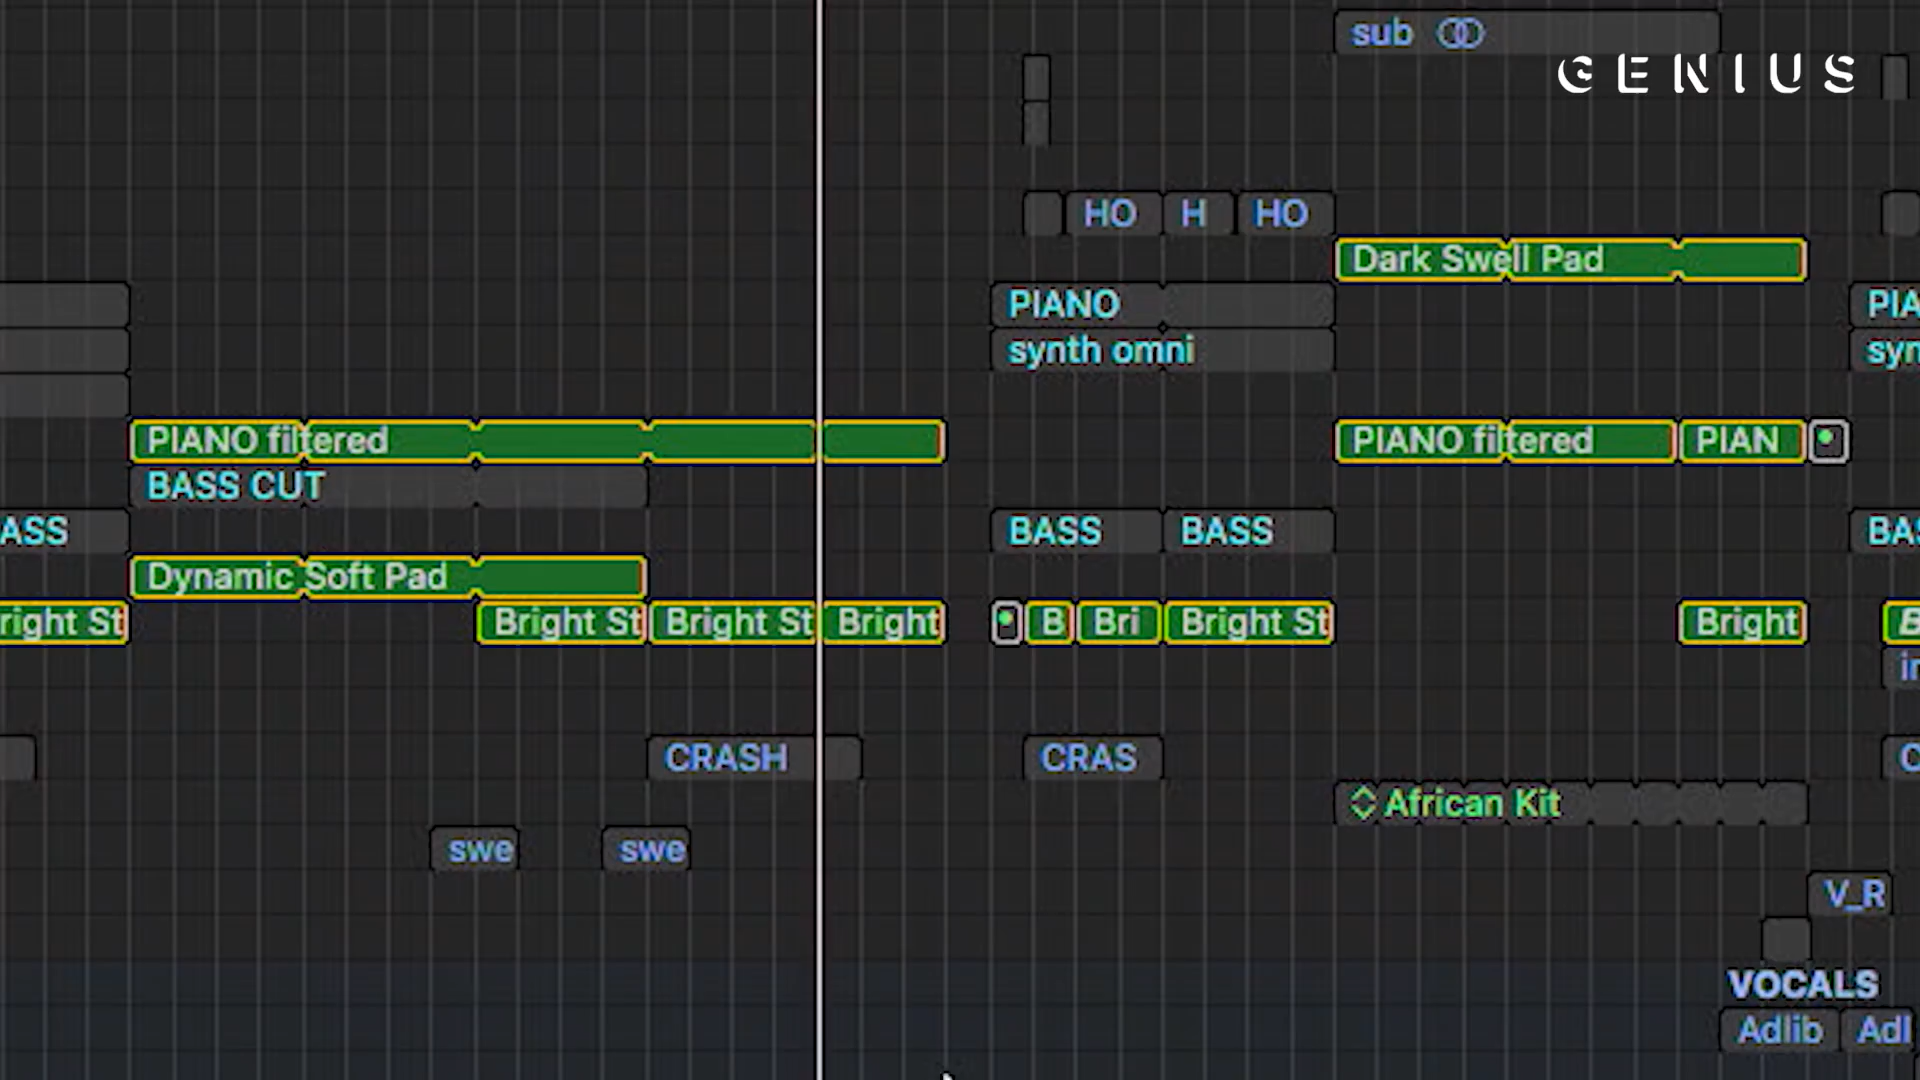 sub
GENIUS
HO H HO
Dark Swell Pad
PIANO PIA
synth omni syn
PIANO filtered PIANO filtered PIAN
BASS CUT
ASS BASS BASS BAS
Dynamic Soft Pad
right St Bright St Bright St Bright B Bri Bright St Bright B
in
CRASH CRAS C
African Kit
swe swe
V_R
VOCALS
Adlib Adl